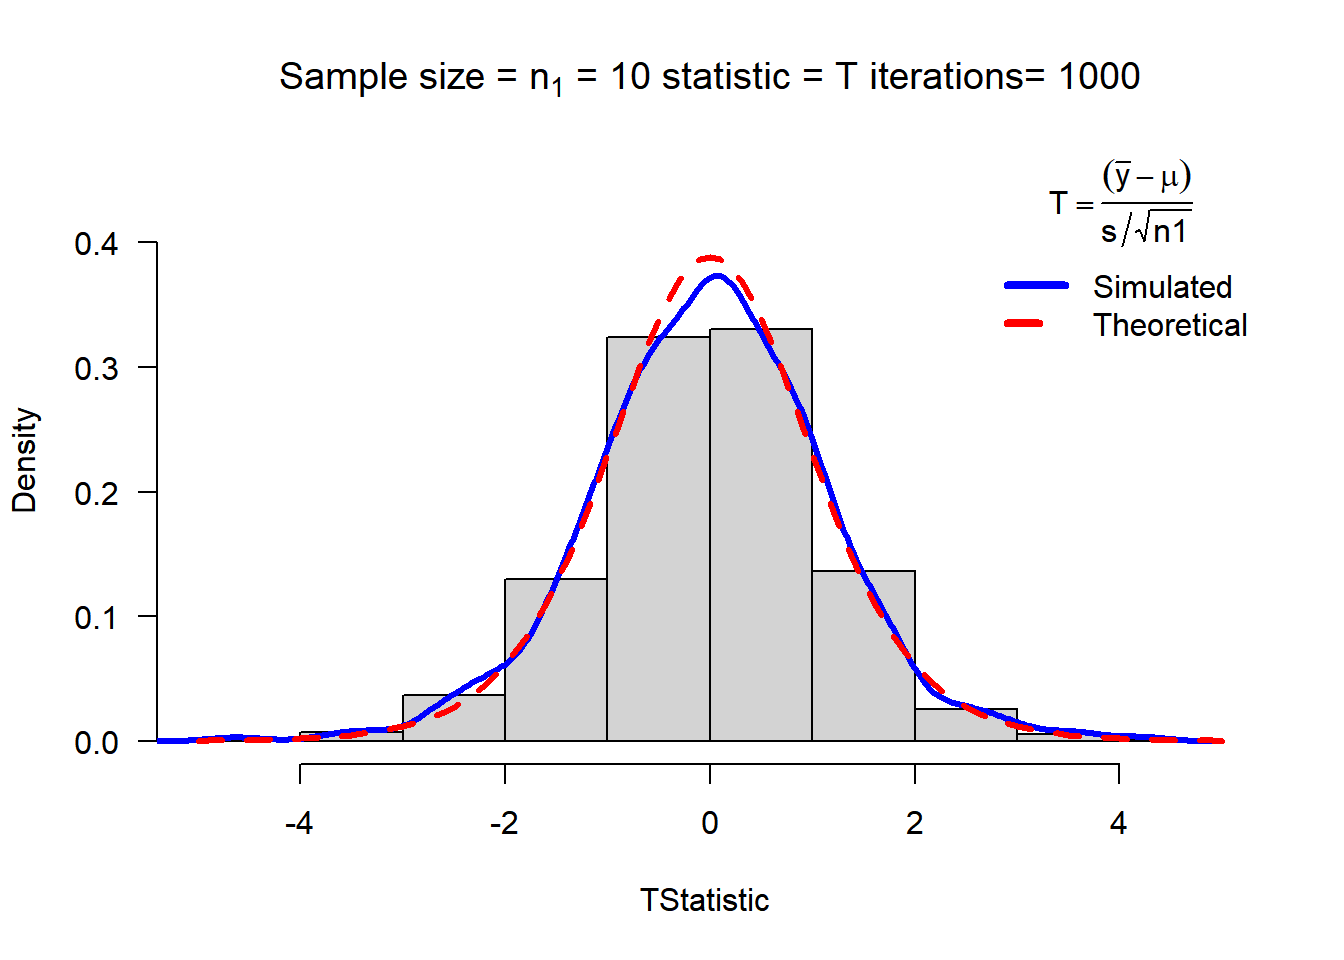 Sample size = n₁ = 10 statistic = T iterations= 1000
T = (y̅ − μ) / s/√n1
Simulated
Theoretical
0.4
0.3
0.2
0.1
0.0
Density
-4 -2 0 2 4
TStatistic